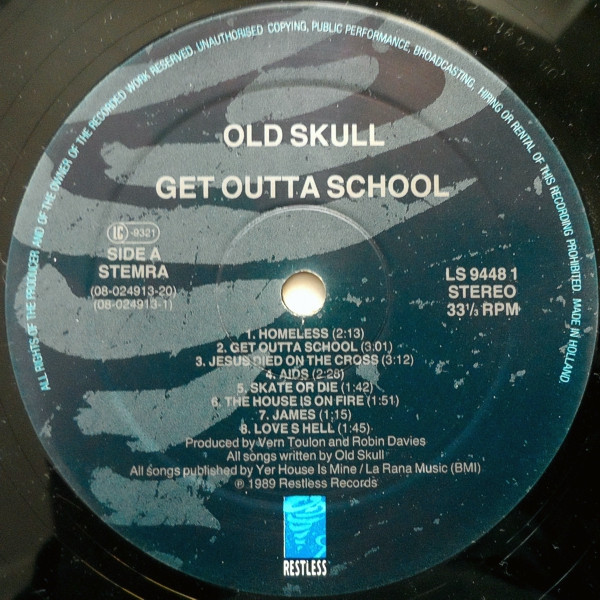 ALL RIGHTS OF THE PRODUCER AND OF THE OWNER OF THE RECORDED WORK RESERVED. UNAUTHORISED COPYING, PUBLIC PERFORMANCE, BROADCASTING, HIRING OR RENTAL OF THIS RECORDING PROHIBITED. MADE IN HOLLAND.
OLD SKULL
GET OUTTA SCHOOL
LC -9321
SIDE A
STEMRA
(08-024913-20)
(08-024913-1)
LS 9448 1
STEREO
33⅓ RPM
1. HOMELESS (2:13)
2. GET OUTTA SCHOOL (3:01)
3. JESUS DIED ON THE CROSS (3:12)
4. AIDS (2:28)
5. SKATE OR DIE (1:42)
6. THE HOUSE IS ON FIRE (1:51)
7. JAMES (1:15)
8. LOVE S HELL (1:45)
Produced by Vern Toulon and Robin Davies
All songs written by Old Skull
All songs published by Yer House Is Mine / La Rana Music (BMI)
℗ 1989 Restless Records
RESTLESS